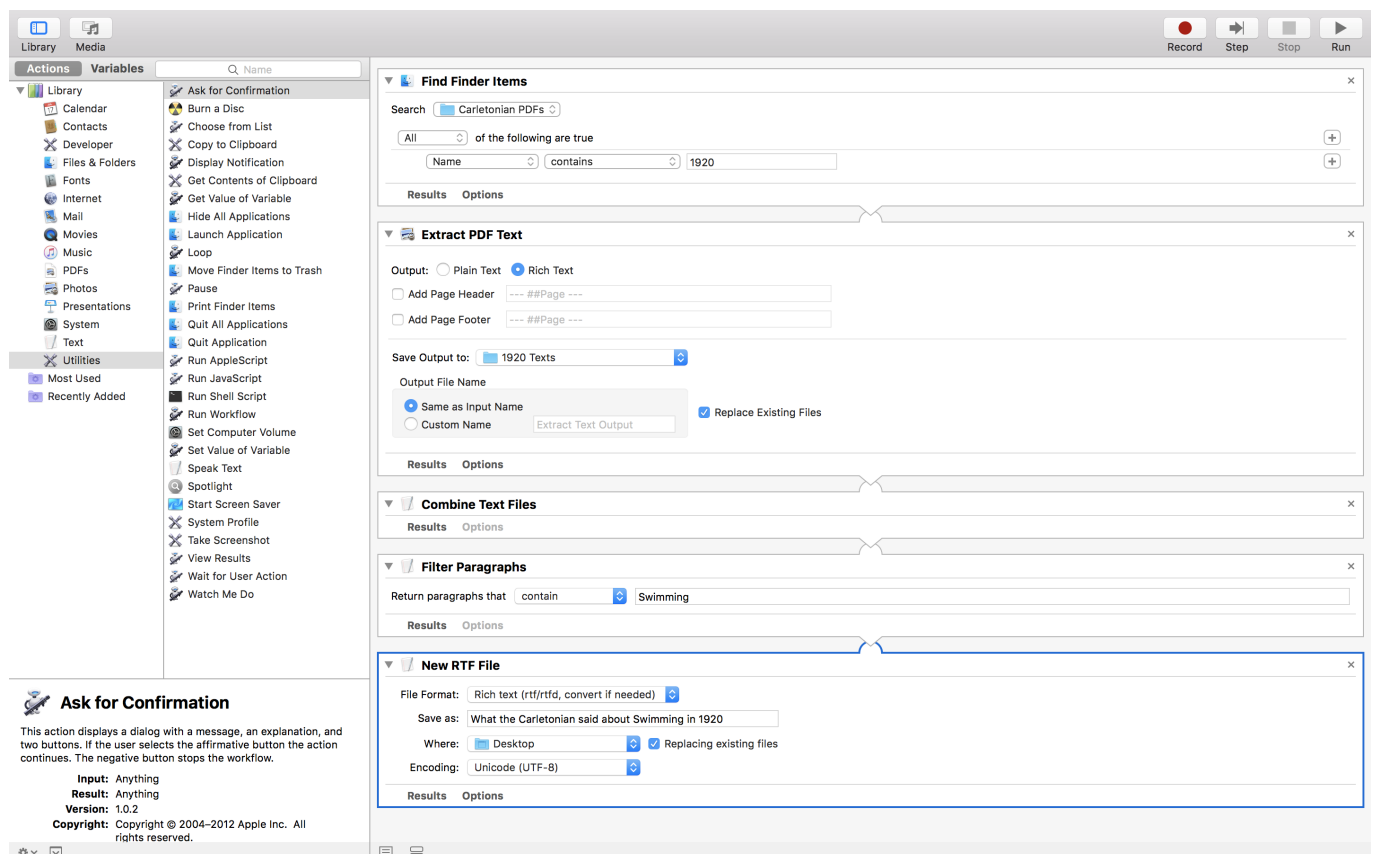 Library Media Record Step Stop Run
Actions Variables Name
Library
Calendar
Contacts
Developer
Files & Folders
Fonts
Internet
Mail
Movies
Music
PDFs
Photos
Presentations
System
Text
Utilities
Most Used
Recently Added
Ask for Confirmation
Burn a Disc
Choose from List
Copy to Clipboard
Display Notification
Get Contents of Clipboard
Get Value of Variable
Hide All Applications
Launch Application
Loop
Move Finder Items to Trash
Pause
Print Finder Items
Quit All Applications
Quit Application
Run AppleScript
Run JavaScript
Run Shell Script
Run Workflow
Set Computer Volume
Set Value of Variable
Speak Text
Spotlight
Start Screen Saver
System Profile
Take Screenshot
View Results
Wait for User Action
Watch Me Do
Ask for Confirmation
This action displays a dialog with a message, an explanation, and
two buttons. If the user selects the affirmative button the action
continues. The negative button stops the workflow.
Input: Anything
Result: Anything
Version: 1.0.2
Copyright: Copyright © 2004–2012 Apple Inc. All
rights reserved.
Find Finder Items
Search Carletonian PDFs
All of the following are true
Name contains 1920
Results Options
Extract PDF Text
Output: Plain Text Rich Text
Add Page Header --- ##Page ---
Add Page Footer --- ##Page ---
Save Output to: 1920 Texts
Output File Name
Same as Input Name
Custom Name Extract Text Output
Replace Existing Files
Results Options
Combine Text Files
Results Options
Filter Paragraphs
Return paragraphs that contain Swimming
Results Options
New RTF File
File Format: Rich text (rtf/rtfd, convert if needed)
Save as: What the Carletonian said about Swimming in 1920
Where: Desktop Replacing existing files
Encoding: Unicode (UTF-8)
Results Options